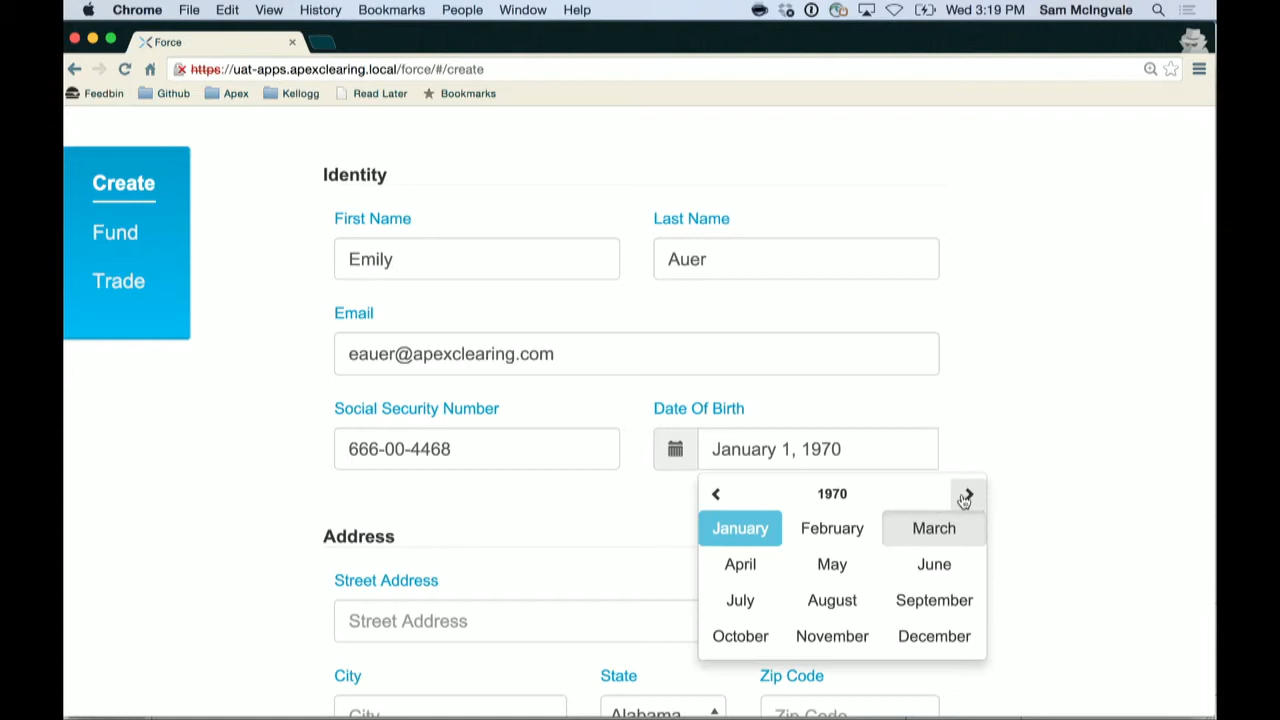 Chrome File Edit View History Bookmarks People Window Help Wed 3:19 PM Sam McIngvale
Force
https://uat-apps.apexclearing.local/force/#/create
Feedbin Github Apex Kellogg Read Later Bookmarks
Create
Fund
Trade
Identity
First Name Last Name
Emily Auer
Email
eauer@apexclearing.com
Social Security Number Date Of Birth
666-00-4468 January 1, 1970
1970
January February March
April May June
July August September
October November December
Address
Street Address
Street Address
City State Zip Code
City Alabama Zip Code